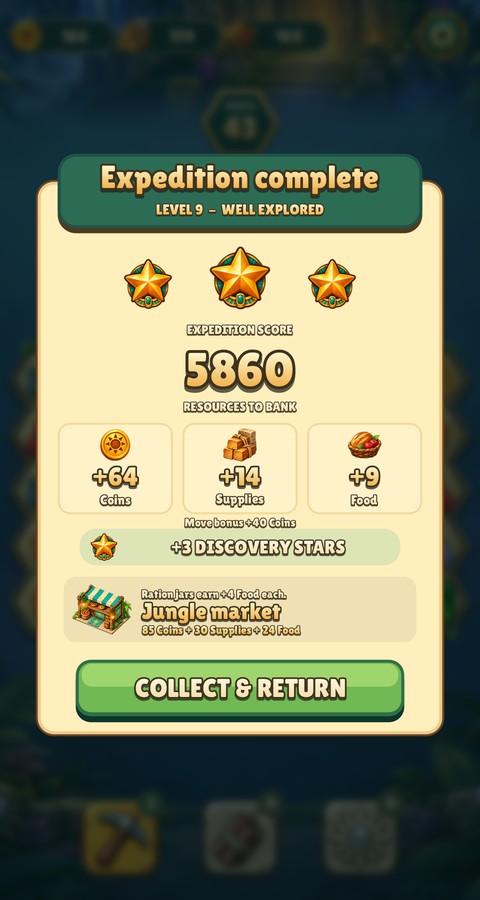 Expedition complete
LEVEL 9 – WELL EXPLORED
EXPEDITION SCORE
5860
RESOURCES TO BANK
+64
Coins
+14
Supplies
+9
Food
Move bonus +40 Coins
+3 DISCOVERY STARS
Ration jars earn +4 Food each.
Jungle market
85 Coins + 30 Supplies + 24 Food
COLLECT & RETURN